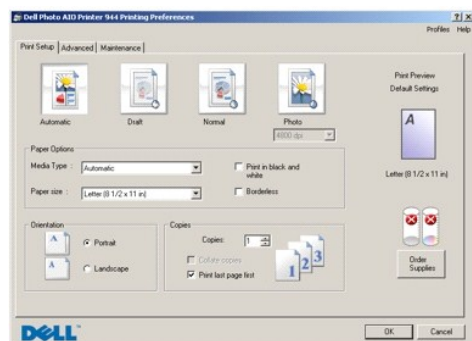 Dell Photo AIO Printer 944 Printing Preferences
Profiles Help
Print Setup Advanced Maintenance
Automatic
Draft
Normal
Photo
4800 dpi
Print Preview
Default Settings
A
Letter (8 1/2 x 11 in)
Paper Options
Media Type :
Automatic
Print in black and
white
Paper size :
Letter (8 1/2 x 11 in)
Borderless
Orientation
A
Portrait
A
Landscape
Copies
Copies:
1
Collate copies
Print last page first
1 2 3
Order
Supplies
DELL™
OK
Cancel